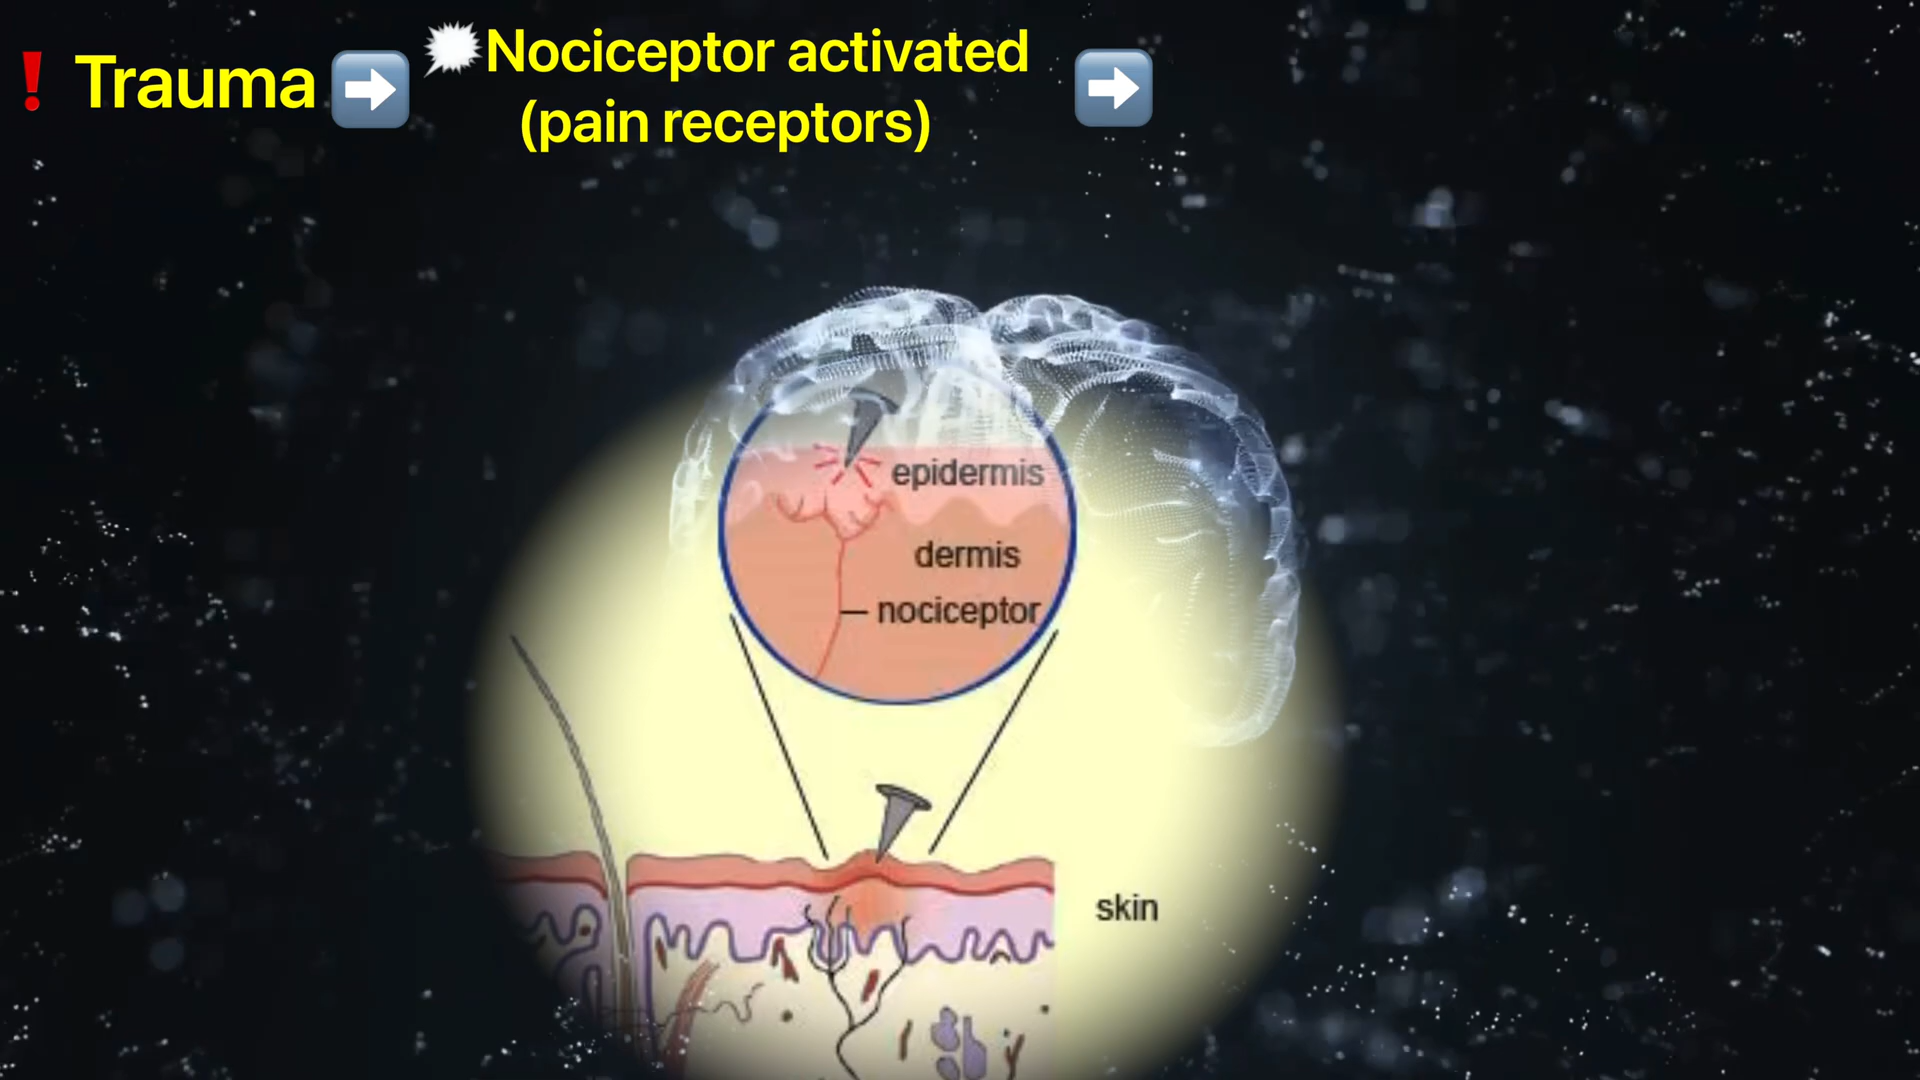 ❗ Trauma ➡️ 🗯Nociceptor activated ➡️
(pain receptors)
epidermis
dermis
nociceptor
skin